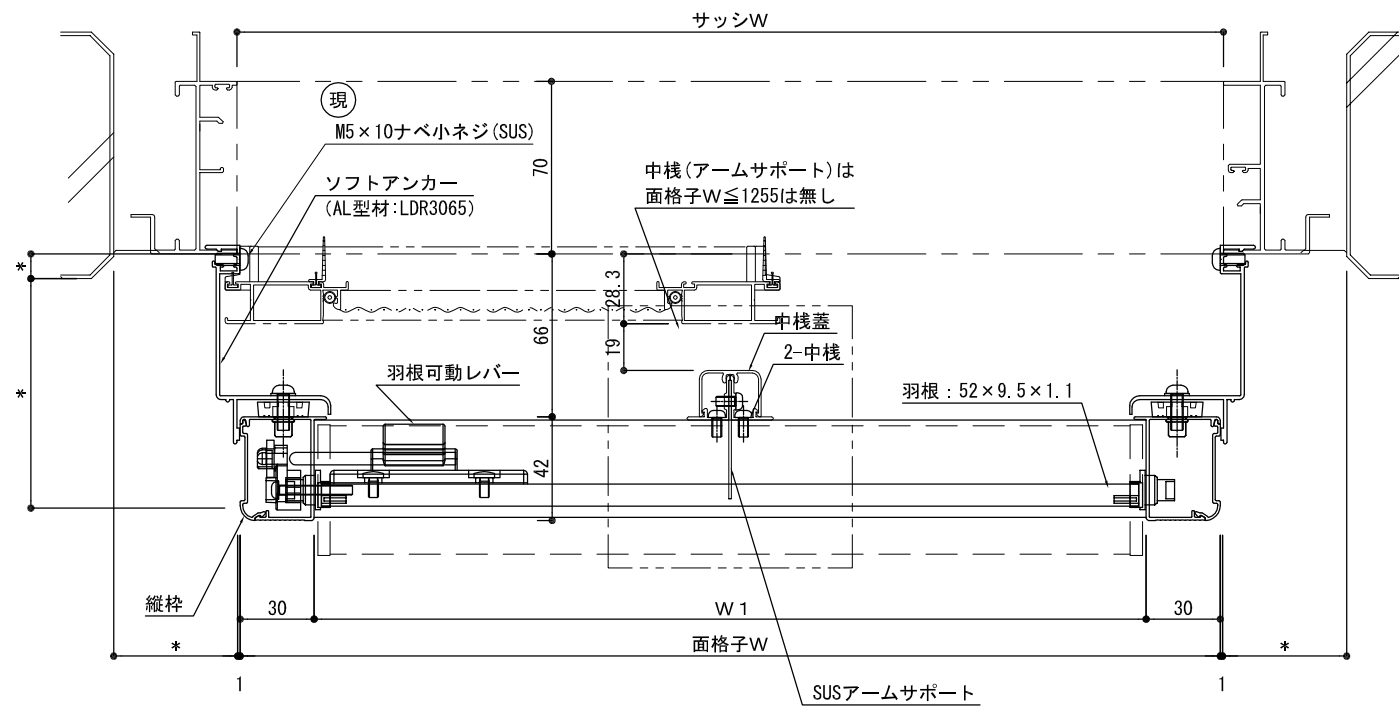 サッシW
現
M5×10ナベ小ネジ(SUS)
70
ソフトアンカー
(AL型材:LDR3065)
中桟(アームサポート)は
面格子W≦1255は無し
*
28.3
66
19
中桟蓋
2-中桟
*
羽根可動レバー
羽根：52×9.5×1.1
42
縦枠
30
W1
30
*
面格子W
*
1
1
SUSアームサポート